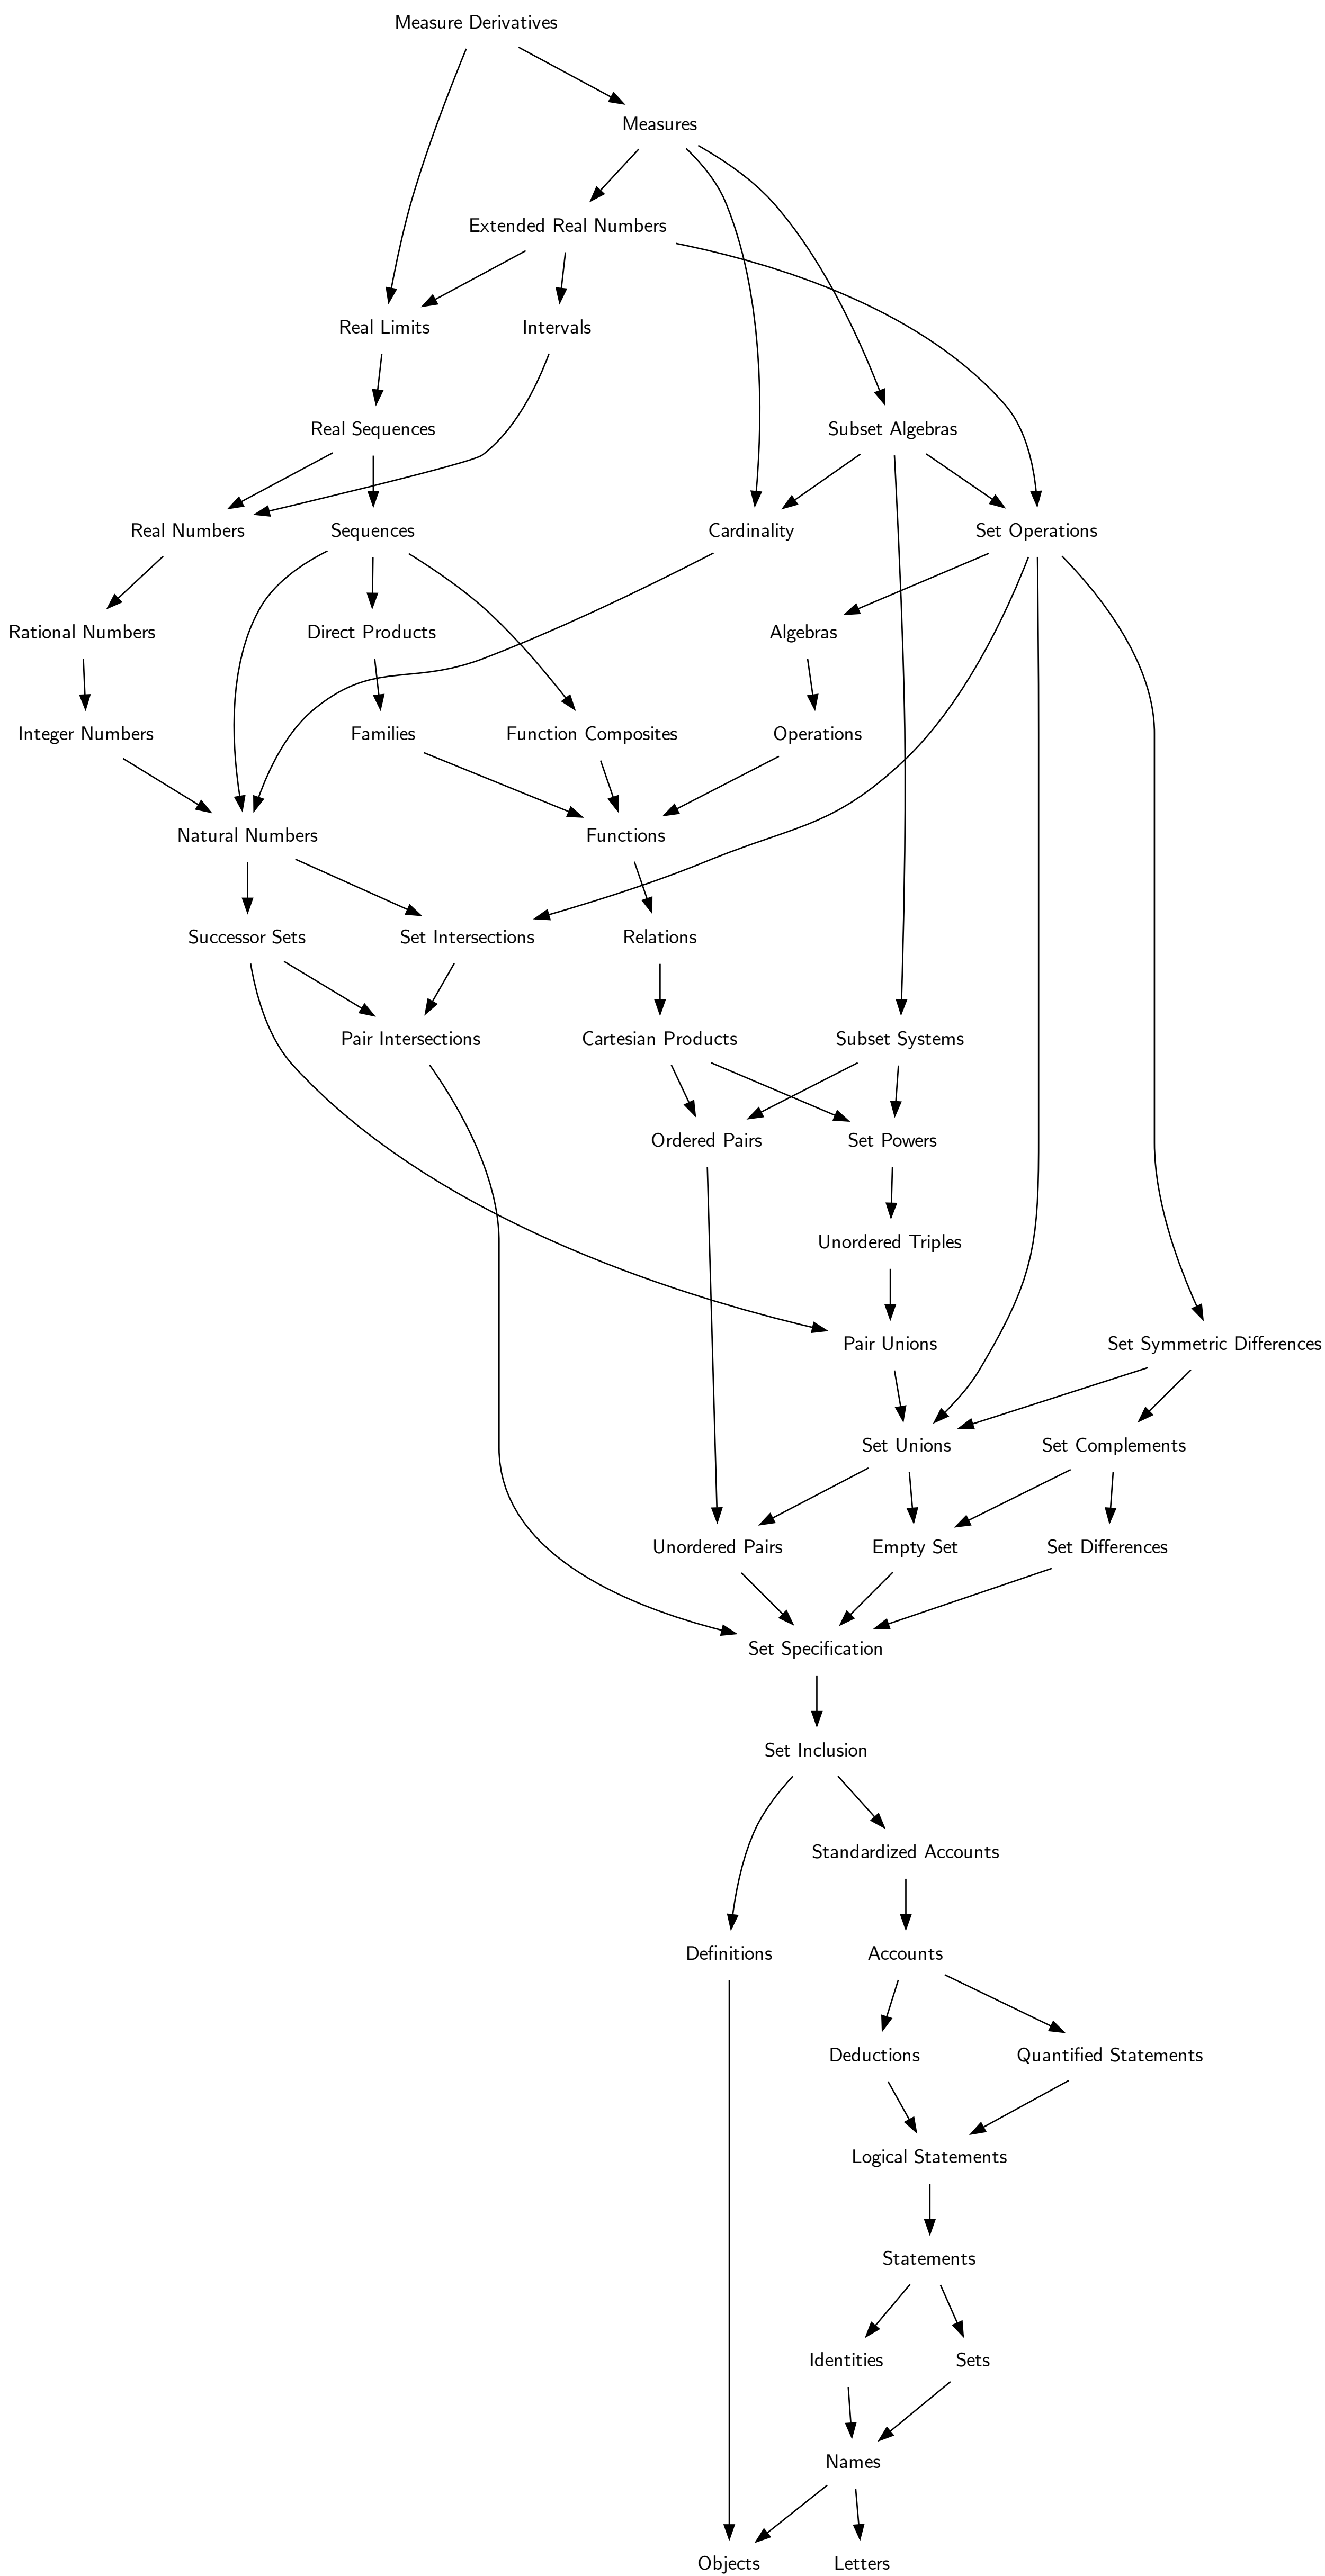 Measure Derivatives
Measures
Extended Real Numbers
Real Limits
Intervals
Real Sequences
Subset Algebras
Real Numbers
Sequences
Cardinality
Set Operations
Rational Numbers
Direct Products
Algebras
Integer Numbers
Families
Function Composites
Operations
Natural Numbers
Functions
Successor Sets
Set Intersections
Relations
Pair Intersections
Cartesian Products
Subset Systems
Ordered Pairs
Set Powers
Unordered Triples
Pair Unions
Set Symmetric Differences
Set Unions
Set Complements
Unordered Pairs
Empty Set
Set Differences
Set Specification
Set Inclusion
Standardized Accounts
Definitions
Accounts
Deductions
Quantified Statements
Logical Statements
Statements
Identities
Sets
Names
Objects
Letters